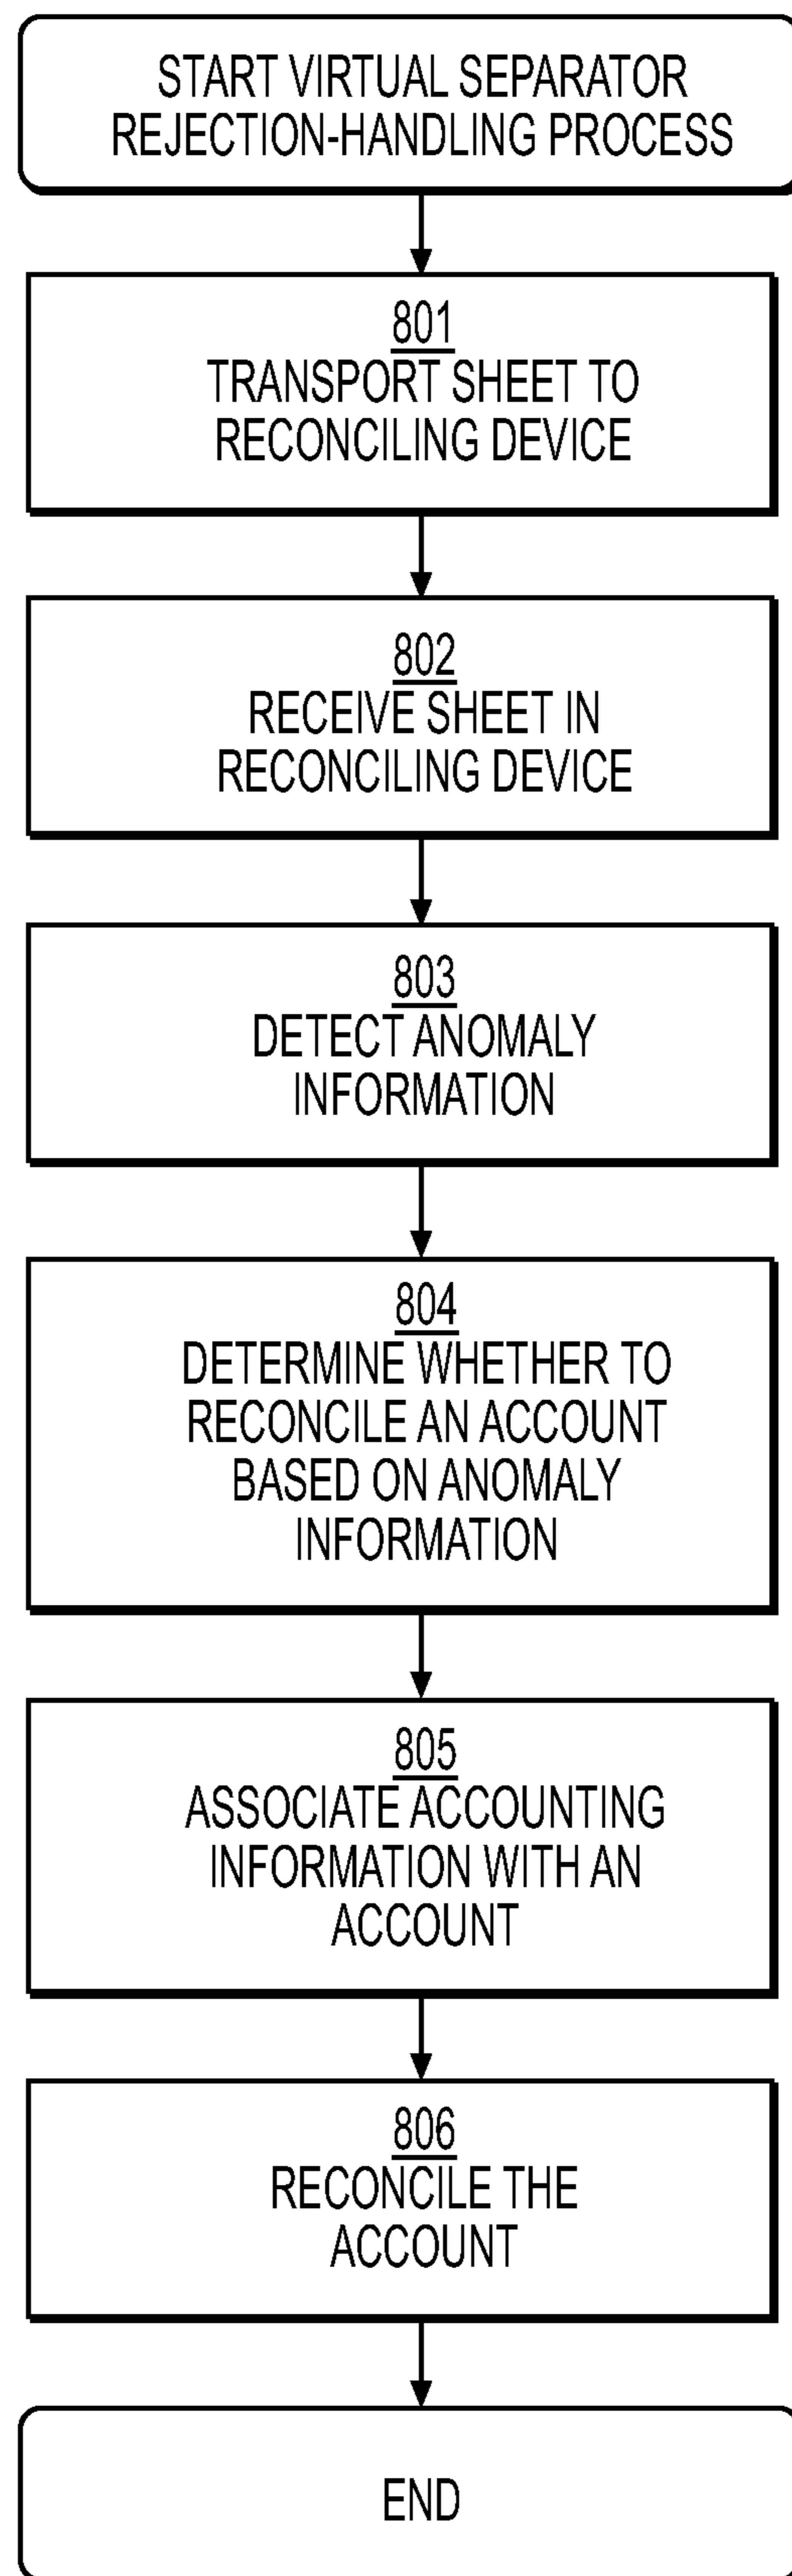 START VIRTUAL SEPARATOR
REJECTION-HANDLING PROCESS
801
TRANSPORT SHEET TO
RECONCILING DEVICE
802
RECEIVE SHEET IN
RECONCILING DEVICE
803
DETECT ANOMALY
INFORMATION
804
DETERMINE WHETHER TO
RECONCILE AN ACCOUNT
BASED ON ANOMALY
INFORMATION
805
ASSOCIATE ACCOUNTING
INFORMATION WITH AN
ACCOUNT
806
RECONCILE THE
ACCOUNT
END